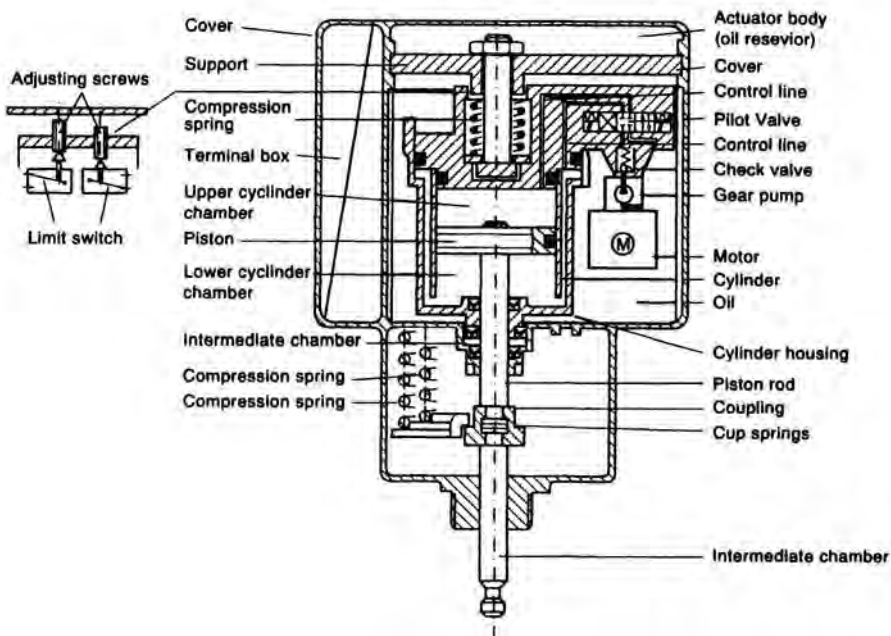 Cover
Support
Adjusting screws
Compression
spring
Terminal box
Upper cyclinder
chamber
Limit switch
Piston
Lower cyclinder
chamber
Intermediate chamber
Compression spring
Compression spring
Actuator body
(oil resevior)
Cover
Control line
Pilot Valve
Control line
Check valve
Gear pump
M
Motor
Cylinder
Oil
Cylinder housing
Piston rod
Coupling
Cup springs
Intermediate chamber